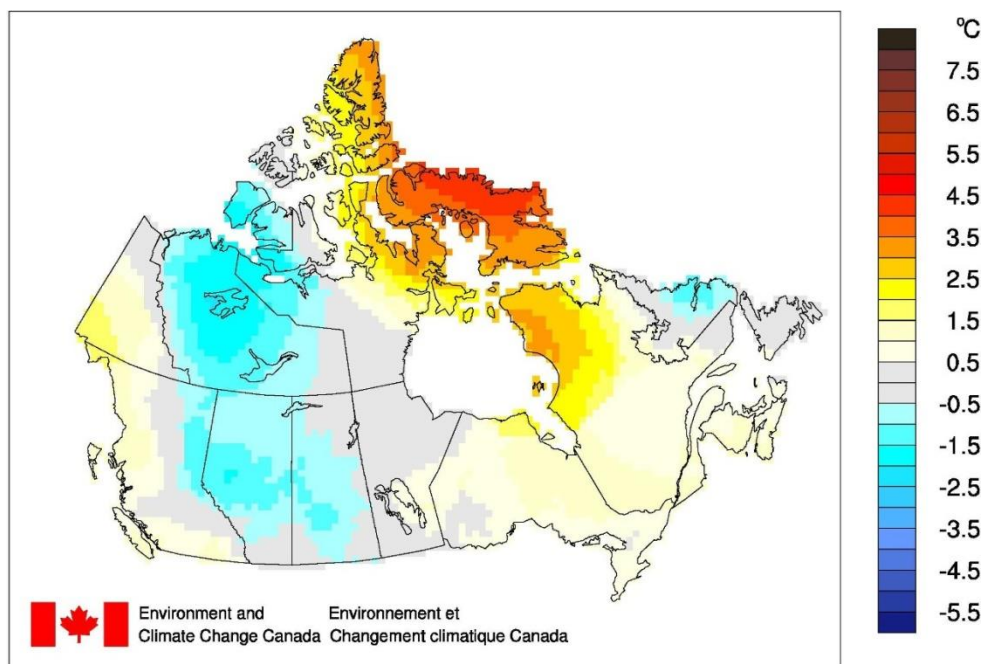 °C
7.5
6.5
5.5
4.5
3.5
2.5
1.5
0.5
-0.5
-1.5
-2.5
-3.5
-4.5
-5.5
Environment and
Climate Change Canada
Environnement et
Changement climatique Canada